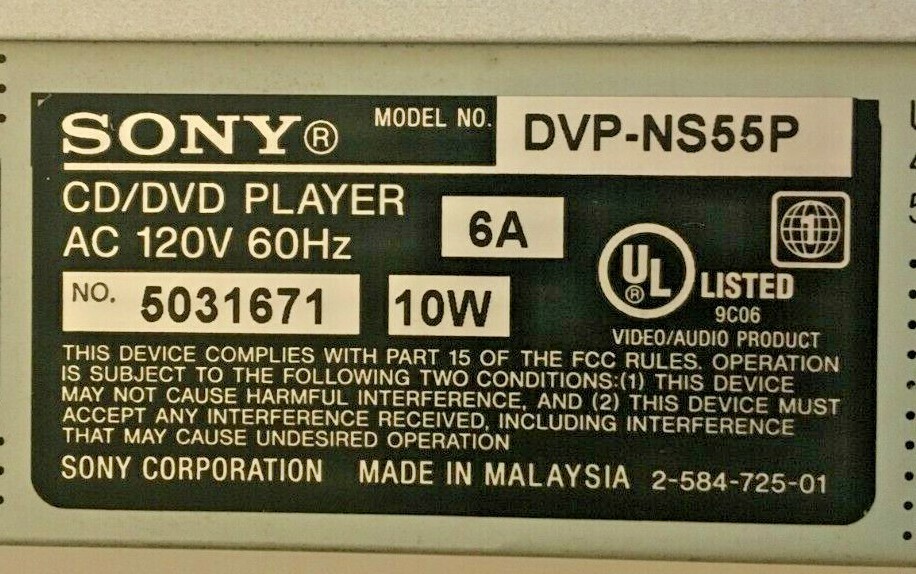 SONY® MODEL NO. DVP-NS55P
CD/DVD PLAYER
AC 120V 60Hz
6A
1
NO. 5031671
10W
UL® LISTED
9C06
VIDEO/AUDIO PRODUCT
THIS DEVICE COMPLIES WITH PART 15 OF THE FCC RULES. OPERATION
IS SUBJECT TO THE FOLLOWING TWO CONDITIONS:(1) THIS DEVICE
MAY NOT CAUSE HARMFUL INTERFERENCE, AND (2) THIS DEVICE MUST
ACCEPT ANY INTERFERENCE RECEIVED, INCLUDING INTERFERENCE
THAT MAY CAUSE UNDESIRED OPERATION
SONY CORPORATION MADE IN MALAYSIA 2-584-725-01